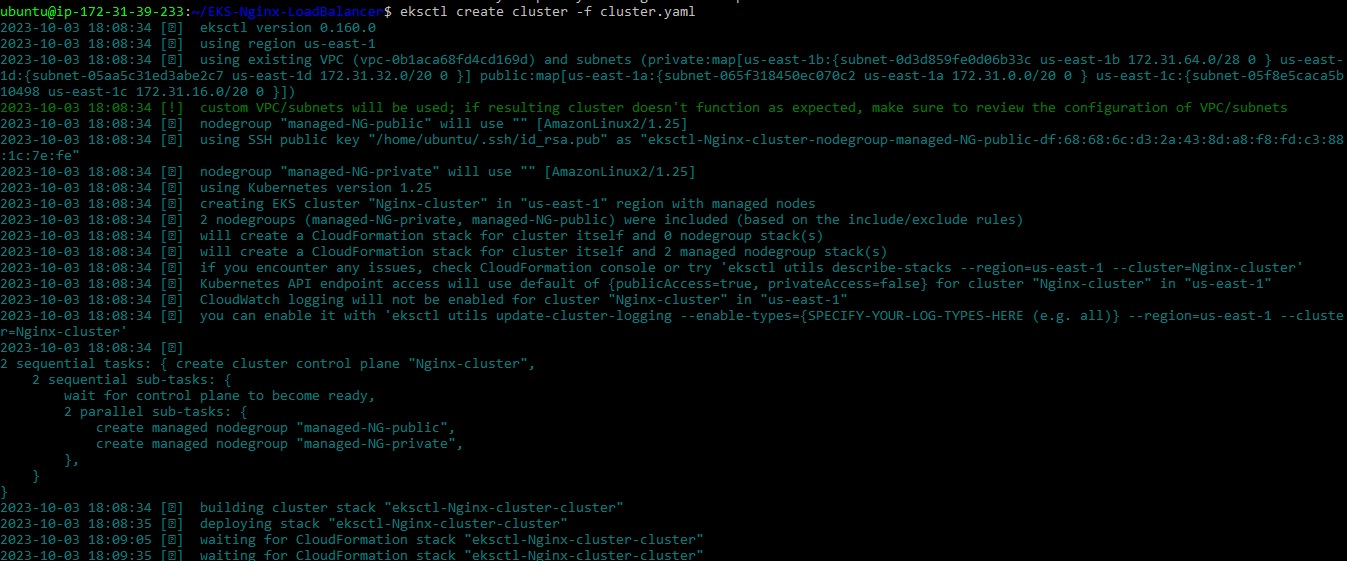 ubuntu@ip-172-31-39-233:~/EKS-Nginx-LoadBalancer$ eksctl create cluster -f cluster.yaml
2023-10-03 18:08:34 [ℹ]  eksctl version 0.160.0
2023-10-03 18:08:34 [ℹ]  using region us-east-1
2023-10-03 18:08:34 [ℹ]  using existing VPC (vpc-0b1aca68fd4cd169d) and subnets (private:map[us-east-1b:{subnet-0d3d859fe0d06b33c us-east-1b 172.31.64.0/28 0 } us-east-
1d:{subnet-05aa5c31ed3abe2c7 us-east-1d 172.31.32.0/20 0 }] public:map[us-east-1a:{subnet-065f318450ec070c2 us-east-1a 172.31.0.0/20 0 } us-east-1c:{subnet-05f8e5caca5b
10498 us-east-1c 172.31.16.0/20 0 }])
2023-10-03 18:08:34 [!]  custom VPC/subnets will be used; if resulting cluster doesn't function as expected, make sure to review the configuration of VPC/subnets
2023-10-03 18:08:34 [ℹ]  nodegroup "managed-NG-public" will use "" [AmazonLinux2/1.25]
2023-10-03 18:08:34 [ℹ]  using SSH public key "/home/ubuntu/.ssh/id_rsa.pub" as "eksctl-Nginx-cluster-nodegroup-managed-NG-public-df:68:68:6c:d3:2a:43:8d:a8:f8:fd:c3:88
:1c:7e:fe"
2023-10-03 18:08:34 [ℹ]  nodegroup "managed-NG-private" will use "" [AmazonLinux2/1.25]
2023-10-03 18:08:34 [ℹ]  using Kubernetes version 1.25
2023-10-03 18:08:34 [ℹ]  creating EKS cluster "Nginx-cluster" in "us-east-1" region with managed nodes
2023-10-03 18:08:34 [ℹ]  2 nodegroups (managed-NG-private, managed-NG-public) were included (based on the include/exclude rules)
2023-10-03 18:08:34 [ℹ]  will create a CloudFormation stack for cluster itself and 0 nodegroup stack(s)
2023-10-03 18:08:34 [ℹ]  will create a CloudFormation stack for cluster itself and 2 managed nodegroup stack(s)
2023-10-03 18:08:34 [ℹ]  if you encounter any issues, check CloudFormation console or try 'eksctl utils describe-stacks --region=us-east-1 --cluster=Nginx-cluster'
2023-10-03 18:08:34 [ℹ]  Kubernetes API endpoint access will use default of {publicAccess=true, privateAccess=false} for cluster "Nginx-cluster" in "us-east-1"
2023-10-03 18:08:34 [ℹ]  CloudWatch logging will not be enabled for cluster "Nginx-cluster" in "us-east-1"
2023-10-03 18:08:34 [ℹ]  you can enable it with 'eksctl utils update-cluster-logging --enable-types={SPECIFY-YOUR-LOG-TYPES-HERE (e.g. all)} --region=us-east-1 --cluste
r=Nginx-cluster'
2023-10-03 18:08:34 [ℹ]
2 sequential tasks: { create cluster control plane "Nginx-cluster",
    2 sequential sub-tasks: {
        wait for control plane to become ready,
        2 parallel sub-tasks: {
            create managed nodegroup "managed-NG-public",
            create managed nodegroup "managed-NG-private",
        },
    }
}
2023-10-03 18:08:34 [ℹ]  building cluster stack "eksctl-Nginx-cluster-cluster"
2023-10-03 18:08:35 [ℹ]  deploying stack "eksctl-Nginx-cluster-cluster"
2023-10-03 18:09:05 [ℹ]  waiting for CloudFormation stack "eksctl-Nginx-cluster-cluster"
2023-10-03 18:09:35 [ℹ]  waiting for CloudFormation stack "eksctl-Nginx-cluster-cluster"